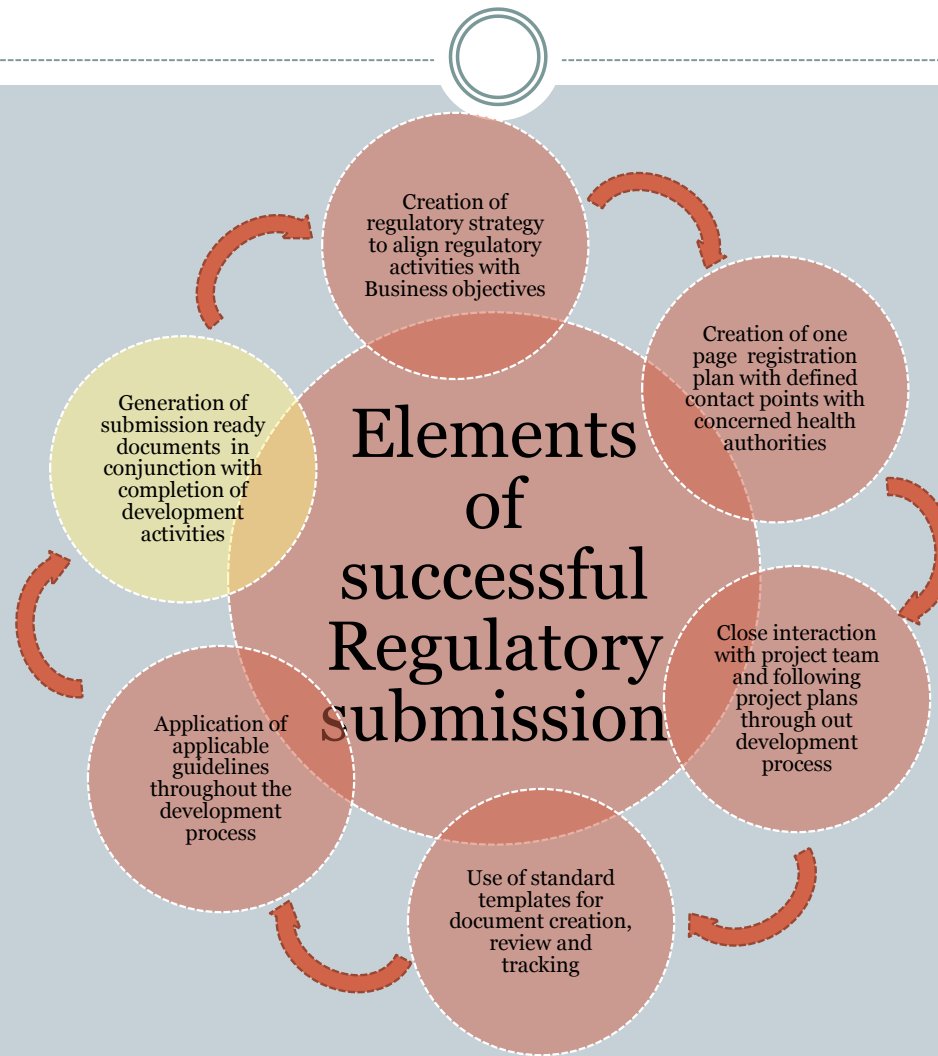 Creation of
regulatory strategy
to align regulatory
activities with
Business objectives
Creation of one
page registration
plan with defined
contact points with
concerned health
authorities
Close interaction
with project team
and following
project plans
through out
development
process
Use of standard
templates for
document creation,
review and
tracking
Application of
applicable
guidelines
throughout the
development
process
Generation of
submission ready
documents in
conjunction with
completion of
development
activities
Elements
of
successful
Regulatory
submission